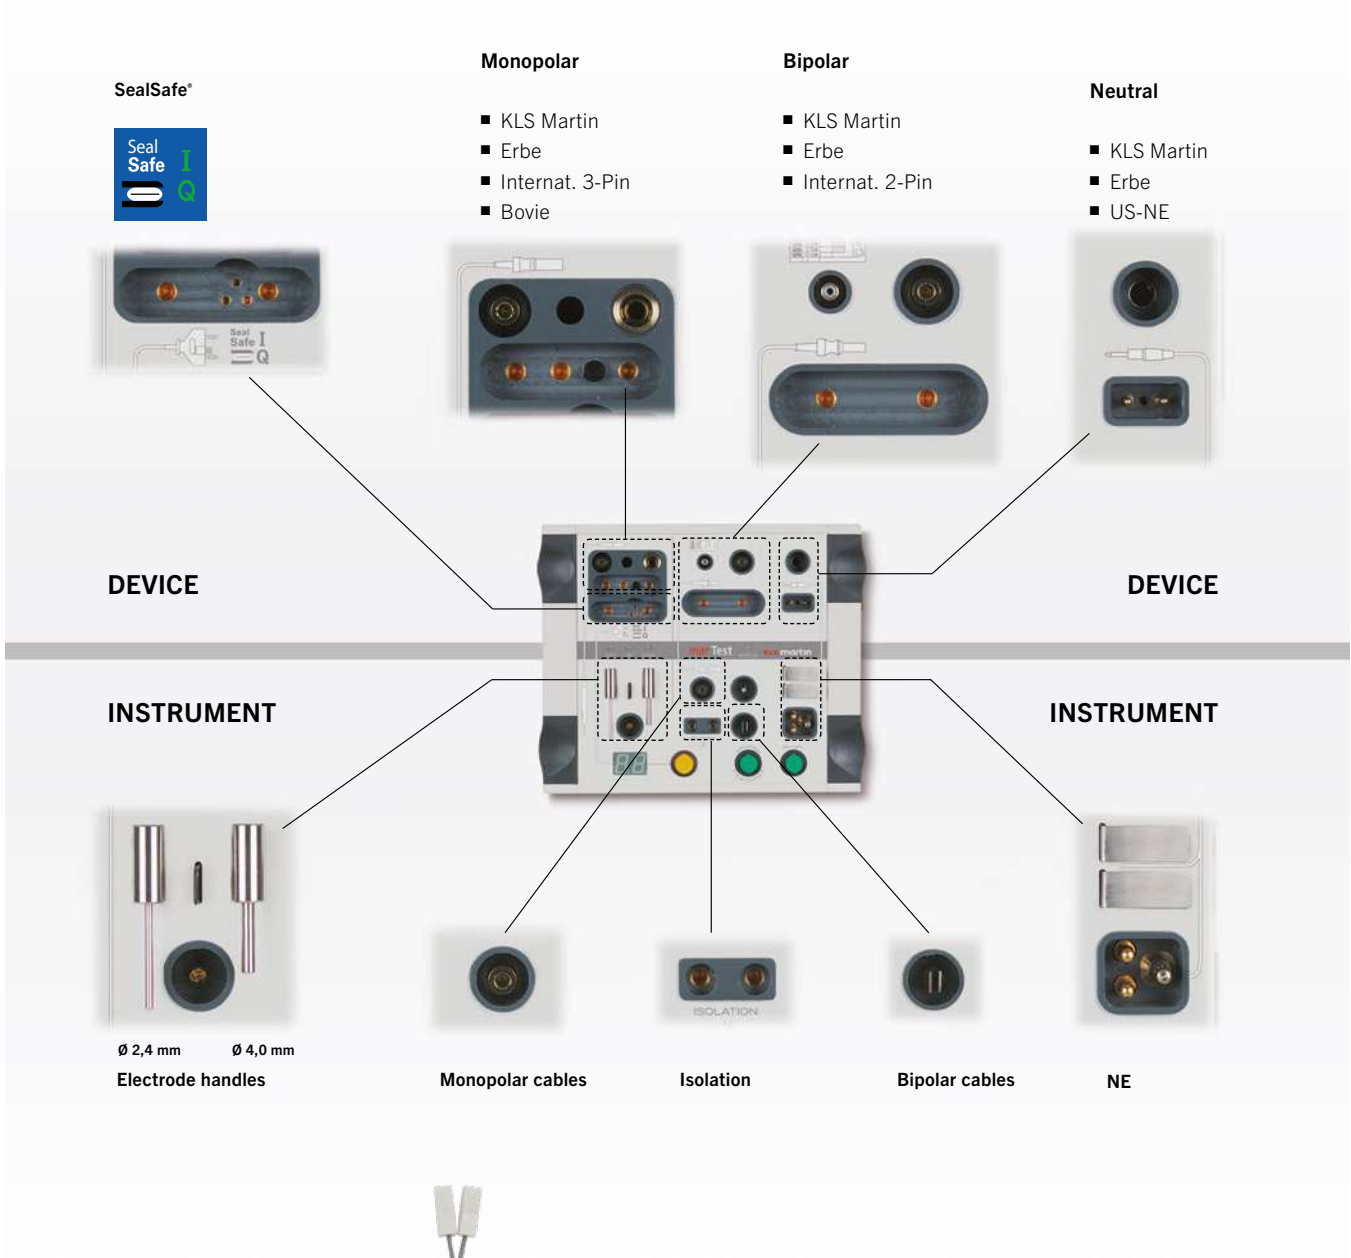 SealSafe®
Seal
Safe
I
Q
Monopolar
■ KLS Martin
■ Erbe
■ Internat. 3-Pin
■ Bovie
Bipolar
■ KLS Martin
■ Erbe
■ Internat. 2-Pin
Neutral
■ KLS Martin
■ Erbe
■ US-NE
Seal
Safe I
Q
DEVICE
DEVICE
marTest
martin
INSTRUMENT
INSTRUMENT
ISOLATION
Ø 2,4 mm
Ø 4,0 mm
Electrode handles
Monopolar cables
Isolation
Bipolar cables
NE